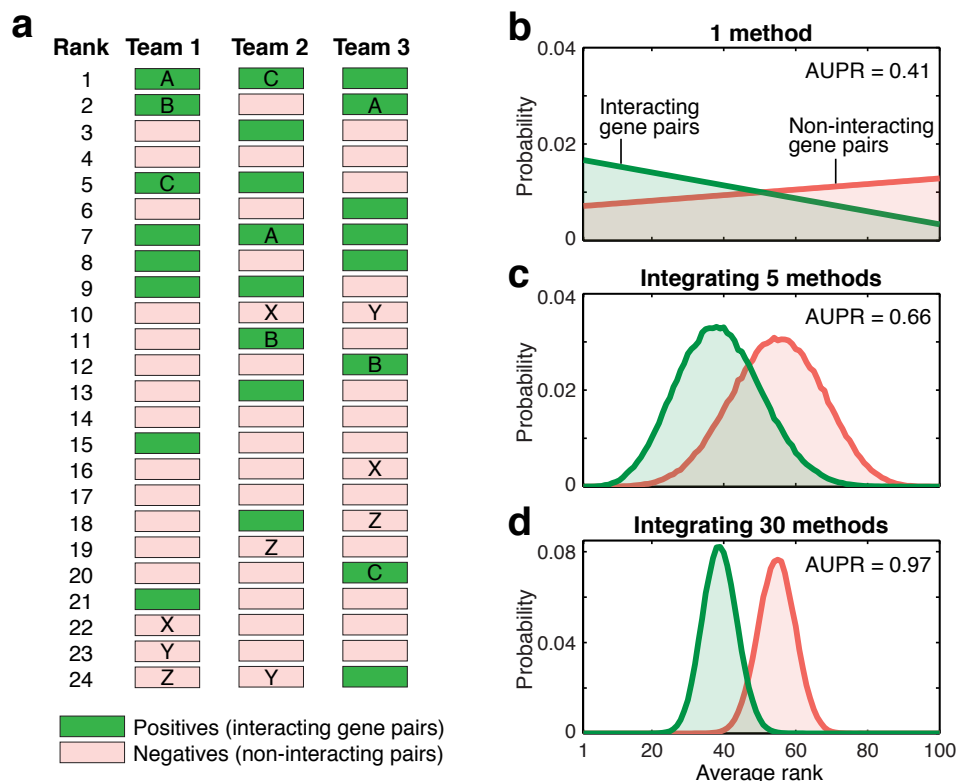 a
Rank Team 1 Team 2 Team 3
1 A C
2 B A
3
4
5 C
6
7 A
8
9
10 X Y
11 B
12 B
13
14
15
16 X
17
18 Z
19 Z
20 C
21
22 X
23 Y
24 Z Y
Positives (interacting gene pairs)
Negatives (non-interacting pairs)
b
1 method
0.04
AUPR = 0.41
Interacting
gene pairs
Non-interacting
gene pairs
Probability
0.02
0
c
Integrating 5 methods
0.04
AUPR = 0.66
Probability
0.02
0
d
Integrating 30 methods
0.08
AUPR = 0.97
Probability
0.04
0
1 20 40 60 80 100
Average rank